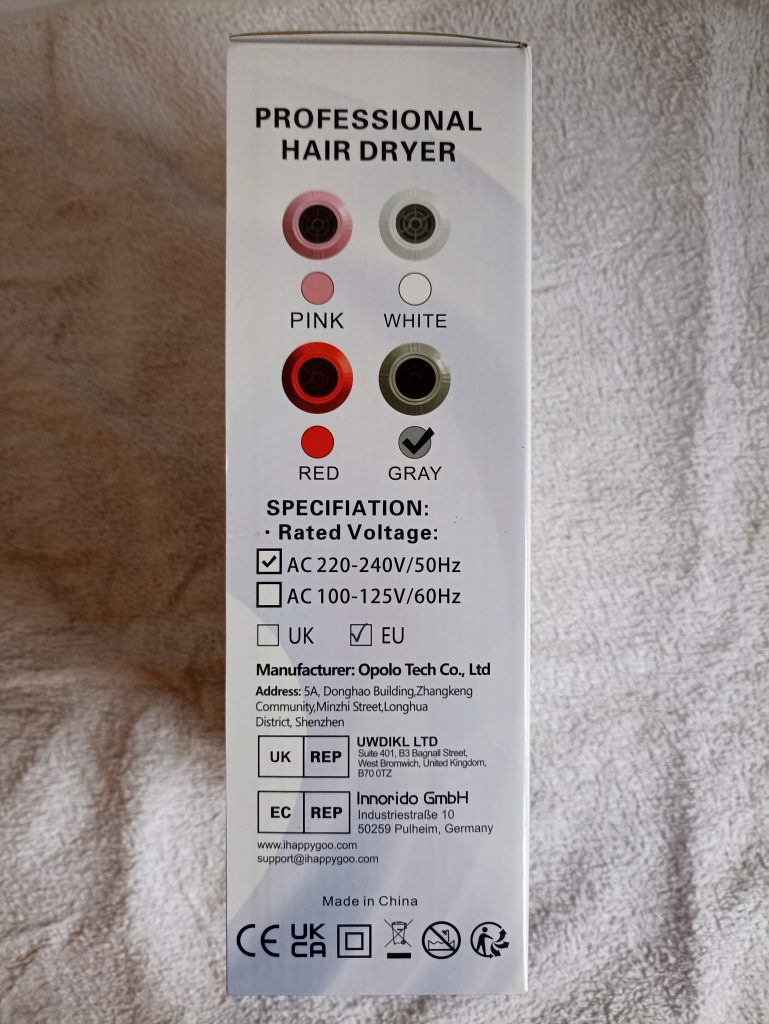 PROFESSIONAL
HAIR DRYER
PINK WHITE
RED GRAY
SPECIFIATION:
· Rated Voltage:
AC 220-240V/50Hz
AC 100-125V/60Hz
UK EU
Manufacturer: Opolo Tech Co., Ltd
Address: 5A, Donghao Building,Zhangkeng
Community,Minzhi Street,Longhua
District, Shenzhen
UK REP
UWDIKL LTD
Suite 401, B3 Bagnall Street,
West Bromwich, United Kingdom,
B70 0TZ
EC REP
Innorido GmbH
Industriestraße 10
50259 Pulheim, Germany
www.ihappygoo.com
support@ihappygoo.com
Made in China
CE UK
CA